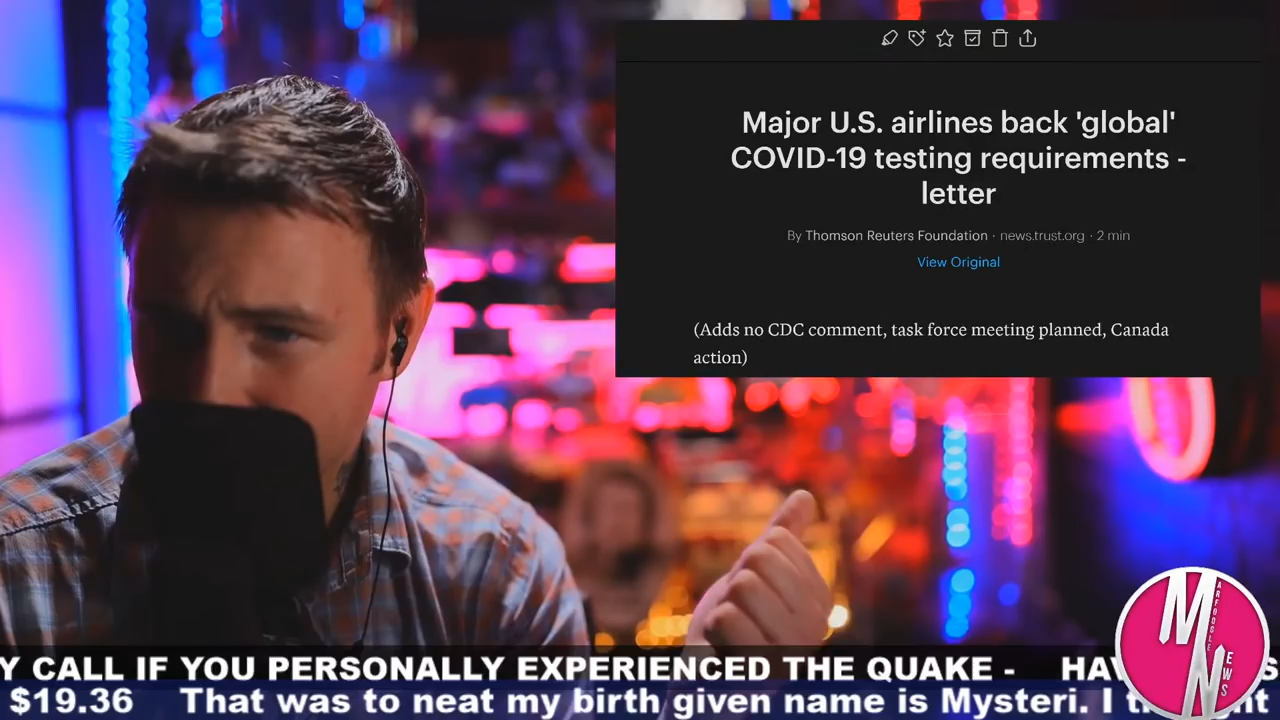 Major U.S. airlines back 'global'
COVID-19 testing requirements -
letter
By Thomson Reuters Foundation · news.trust.org · 2 min
View Original
(Adds no CDC comment, task force meeting planned, Canada
action)
MARFOOGLE
NEWS
Y CALL IF YOU PERSONALLY EXPERIENCED THE QUAKE -
$19.36 That was to neat my birth given name is Mysteri. I